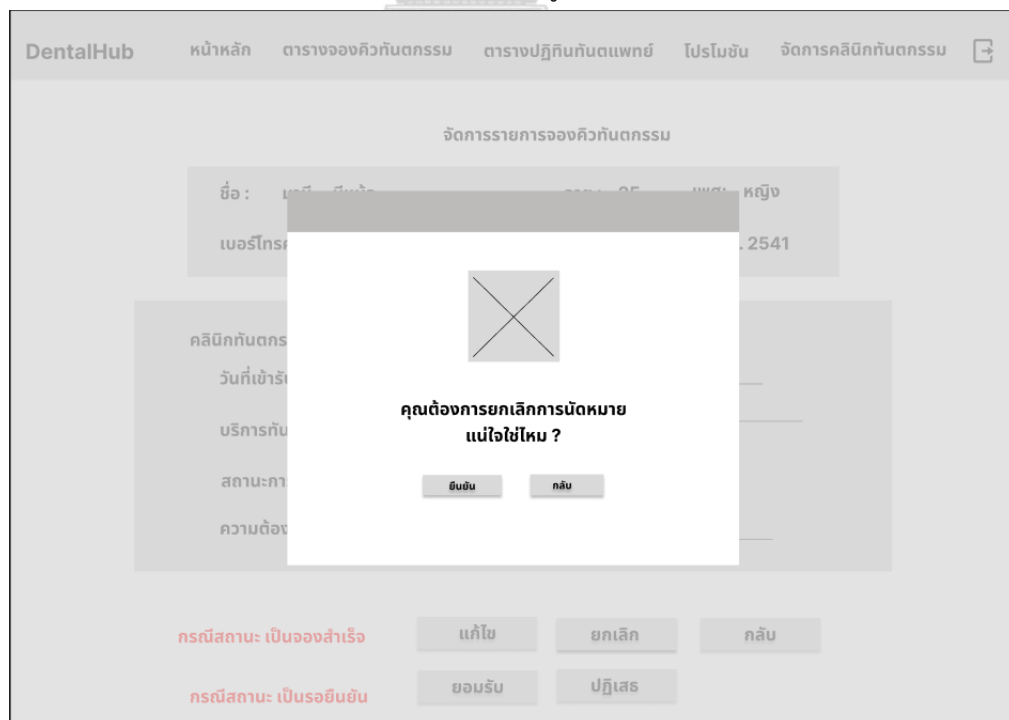 DentalHub หน้าหลัก ตารางจองคิวทันตกรรม ตารางปฏิทินทันตแพทย์ โปรโมชัน จัดการคลินิกทันตกรรม
จัดการรายการจองคิวทันตกรรม
ชื่อ : หญิง
เบอร์โทร 2541
คลินิกทันตกร
วันที่เข้ารั
คุณต้องการยกเลิกการนัดหมาย
แน่ใจใช่ไหม ?
บริการทัน
สถานะกา
ยืนยัน กลับ
ความต้อง
กรณีสถานะ เป็นจองสำเร็จ แก้ไข ยกเลิก กลับ
กรณีสถานะ เป็นรอยืนยัน ยอมรับ ปฏิเสธ